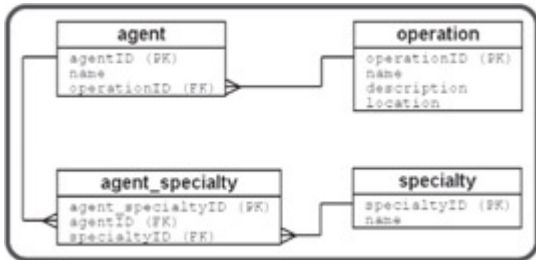 agent
agentID (PK)
name
operationID (FK)
operation
operationID (PK)
name
description
location
agent_specialty
agent_specialtyID (PK)
agentID (FK)
specialtyID (FK)
specialty
specialtyID (PK)
name